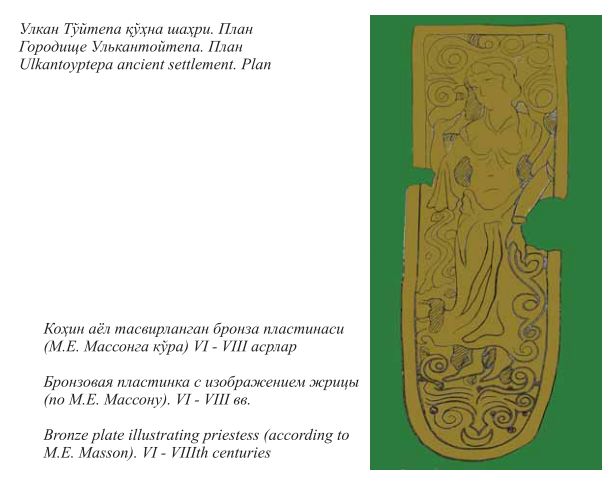 Улкан Тўйтепа қўҳна шаҳри. План
Городище Улькантойтепа. План
Ulkantoyptepa ancient settlement. Plan
Коҳин аёл тасвирланган бронза пластинаси
(М.Е. Массонга кўра) VI - VIII асрлар
Бронзовая пластинка с изображением жрицы
(по М.Е. Массону). VI - VIII вв.
Bronze plate illustrating priestess (according to
M.E. Masson). VI - VIIIth centuries